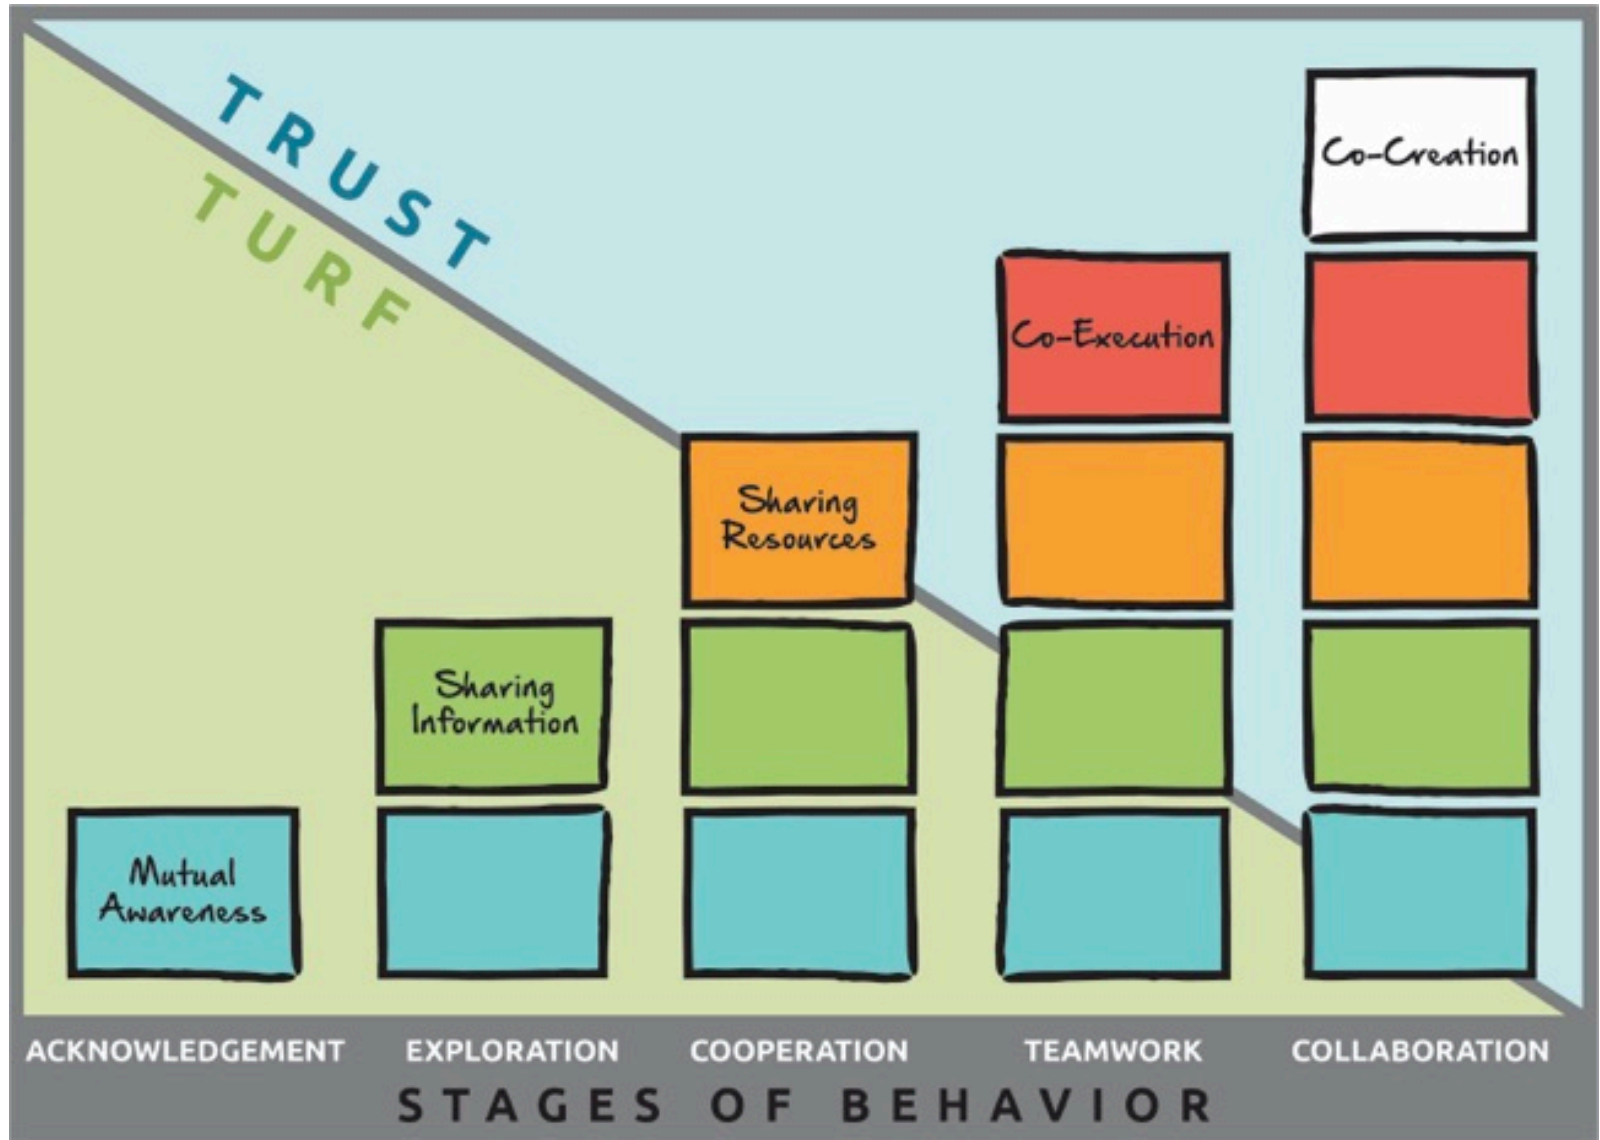 TRUST
TURF
Co-Creation
Co-Execution
Sharing
Resources
Sharing
Information
Mutual
Awareness
ACKNOWLEDGEMENT EXPLORATION COOPERATION TEAMWORK COLLABORATION
STAGES OF BEHAVIOR